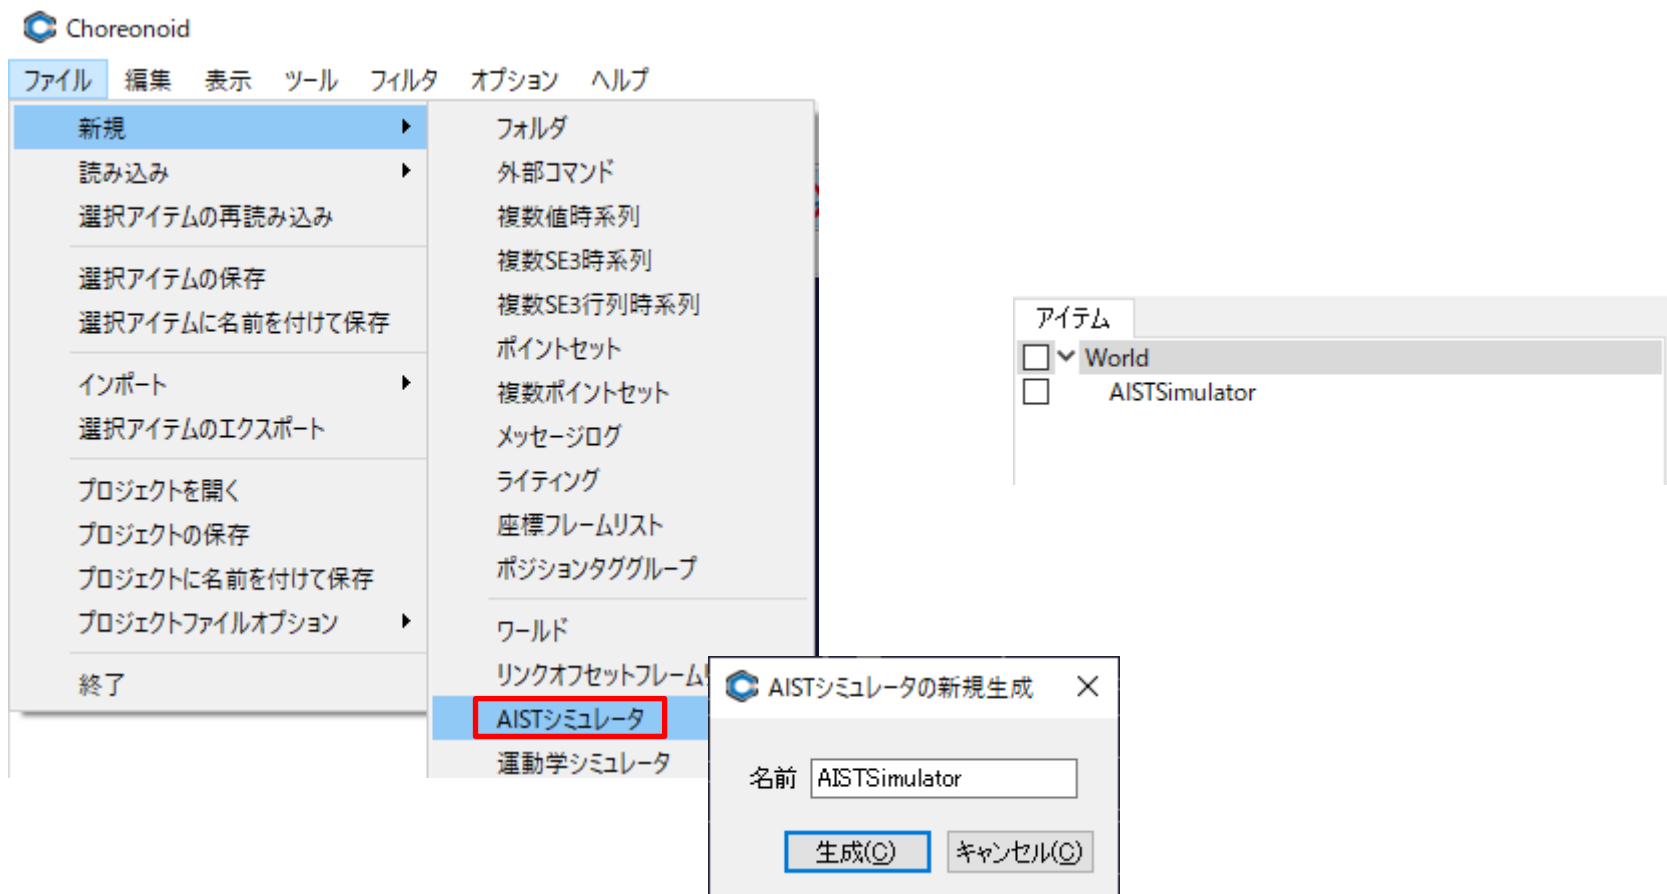 Choreonoid
ファイル 編集 表示 ツール フィルタ オプション ヘルプ
新規
読み込み
選択アイテムの再読み込み
選択アイテムの保存
選択アイテムに名前を付けて保存
インポート
選択アイテムのエクスポート
プロジェクトを開く
プロジェクトの保存
プロジェクトに名前を付けて保存
プロジェクトファイルオプション
終了
フォルダ
外部コマンド
複数値時系列
複数SE3時系列
複数SE3行列時系列
ポイントセット
複数ポイントセット
メッセージログ
ライティング
座標フレームリスト
ポジションタググループ
ワールド
リンクオフセットフレーム
AISTシミュレータ
運動学シミュレータ
AISTシミュレータの新規生成
名前 AISTSimulator
生成(C) キャンセル(C)
アイテム
World
AISTSimulator